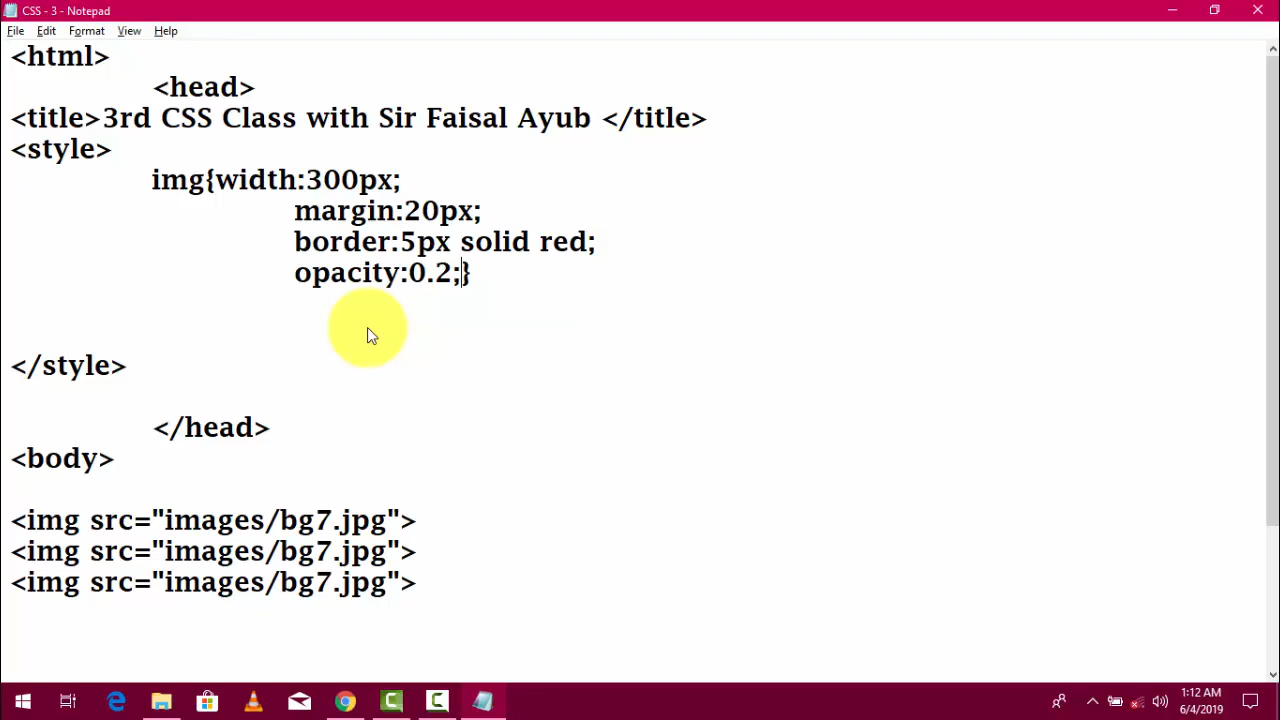 CSS - 3 - Notepad
File Edit Format View Help
<html>
<head>
<title>3rd CSS Class with Sir Faisal Ayub </title>
<style>
img{width:300px;
margin:20px;
border:5px solid red;
opacity:0.2;}
</style>
</head>
<body>
<img src="images/bg7.jpg">
<img src="images/bg7.jpg">
<img src="images/bg7.jpg">
1:12 AM
6/4/2019